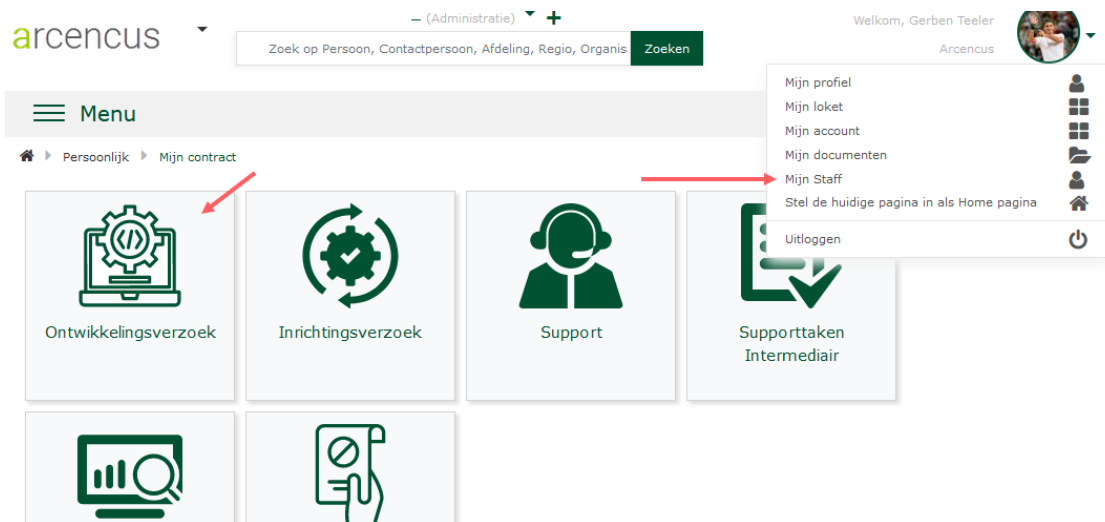 arcencus
– (Administratie)
Zoek op Persoon, Contactpersoon, Afdeling, Regio, Organis
Zoeken
Welkom, Gerben Teeler
Arcencus
Mijn profiel
Mijn loket
Mijn account
Mijn documenten
Mijn Staff
Stel de huidige pagina in als Home pagina
Uitloggen
Menu
Persoonlijk
Mijn contract
Ontwikkelingsverzoek
Inrichtingsverzoek
Support
Supporttaken
Intermediair